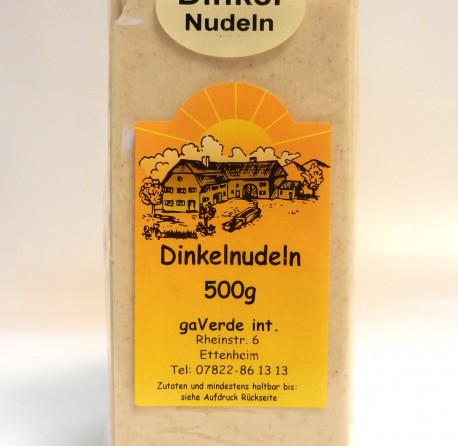 Dinkel
Nudeln
Dinkelnudeln
500g
gaVerde int.
Rheinstr. 6
Ettenheim
Tel: 07822-86 13 13
Zutaten und mindestens haltbar bis:
siehe Aufdruck Rückseite